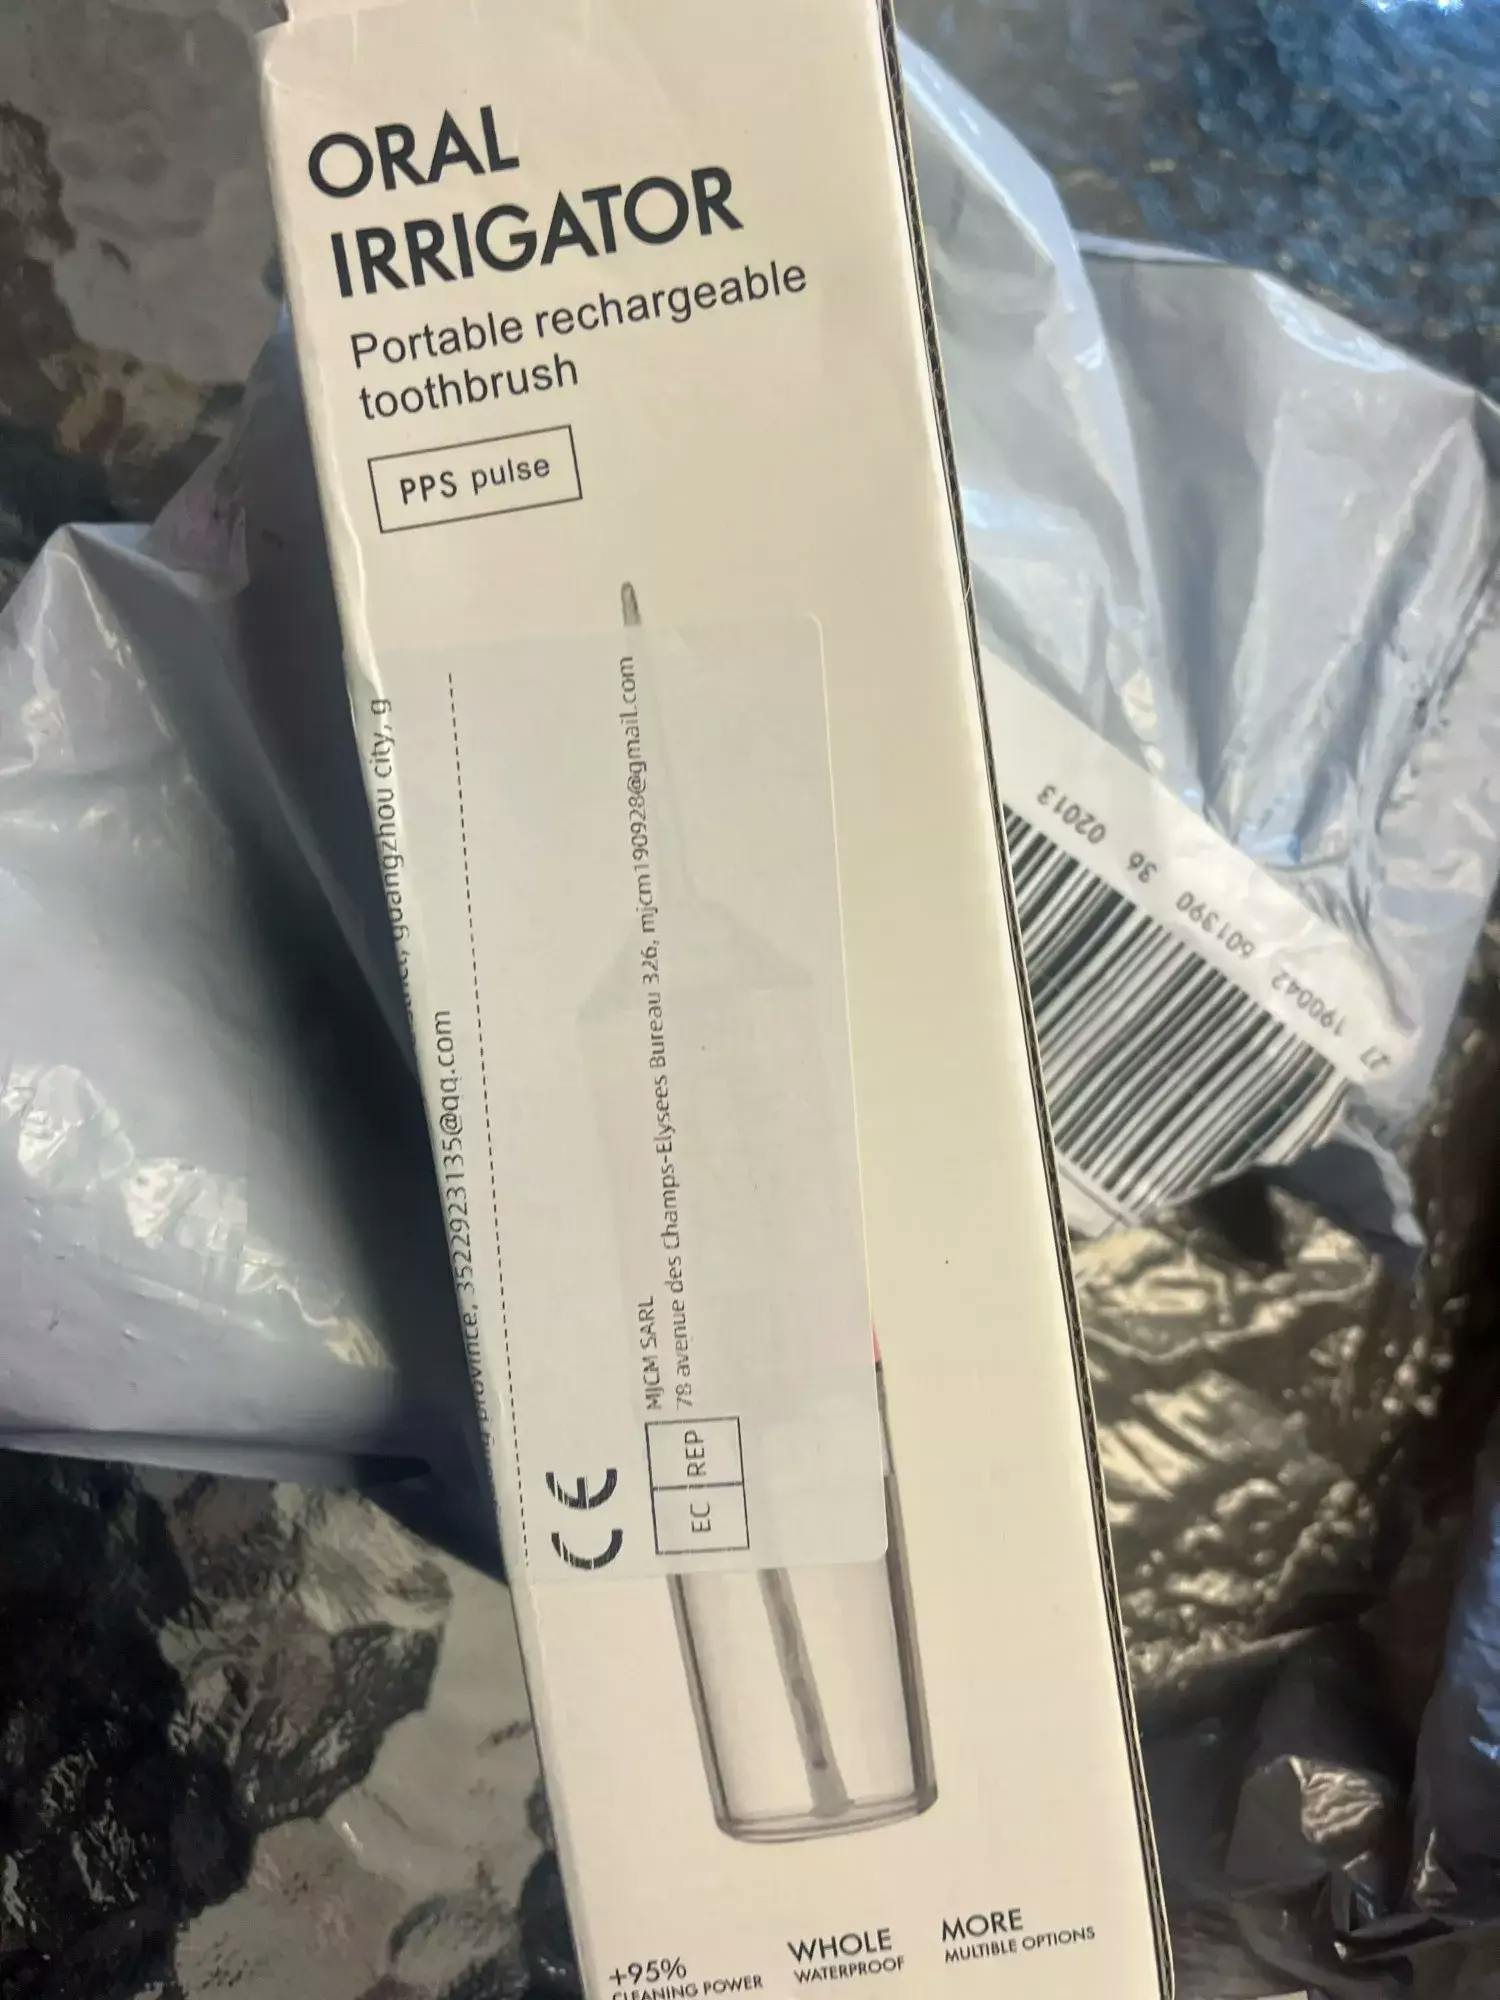 ORAL
IRRIGATOR
Portable rechargeable
toothbrush
PPS pulse
guangzhou city, g
province, 3522923135@qq.com
CE
EC REP
MJCM SARL
78 avenue des Champs-Elysees Bureau 326, mjcm190928@gmail.com
+95%
CLEANING POWER
WHOLE
WATERPROOF
MORE
MULTIBLE OPTIONS
27 190042 601390 36 02013